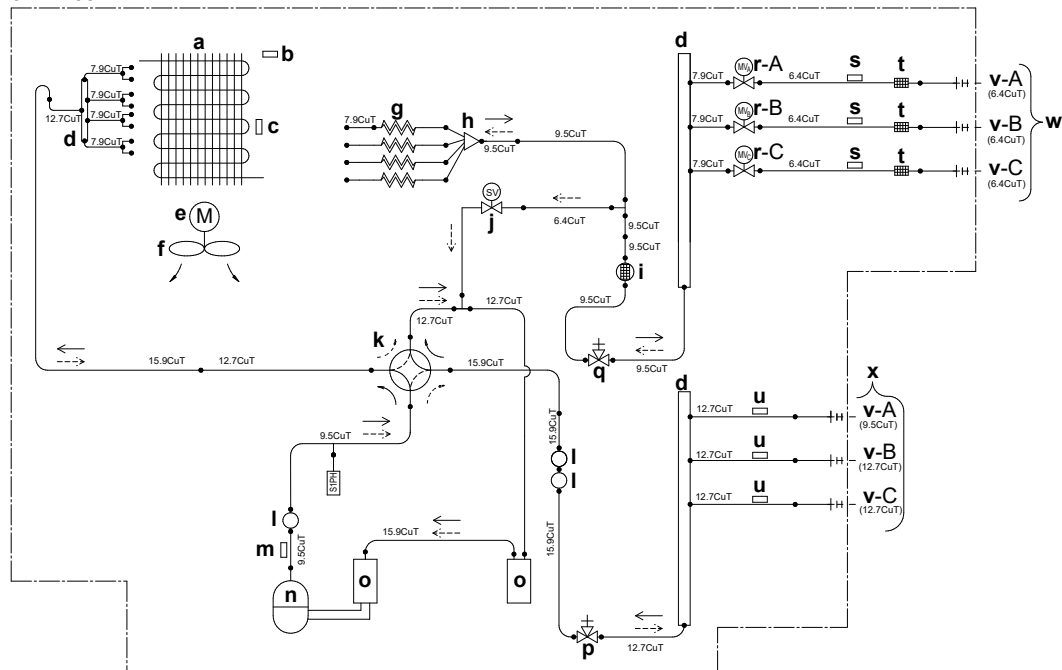 a
b
c
d
e
M
f
7.9CuT
7.9CuT
7.9CuT
7.9CuT
12.7CuT
g
h
7.9CuT
9.5CuT
9.5CuT
SV
j
6.4CuT
9.5CuT
9.5CuT
i
9.5CuT
q
9.5CuT
d
7.9CuT
MVA
r-A
6.4CuT
s
t
v-A
(6.4CuT)
7.9CuT
MVB
r-B
6.4CuT
s
t
v-B
(6.4CuT)
7.9CuT
MVC
r-C
6.4CuT
s
t
v-C
(6.4CuT)
w
12.7CuT
12.7CuT
k
15.9CuT
12.7CuT
15.9CuT
9.5CuT
S1PH
l
m
9.5CuT
n
15.9CuT
o
o
15.9CuT
l
l
15.9CuT
p
12.7CuT
d
12.7CuT
u
v-A
(9.5CuT)
12.7CuT
u
v-B
(12.7CuT)
12.7CuT
u
v-C
(12.7CuT)
x